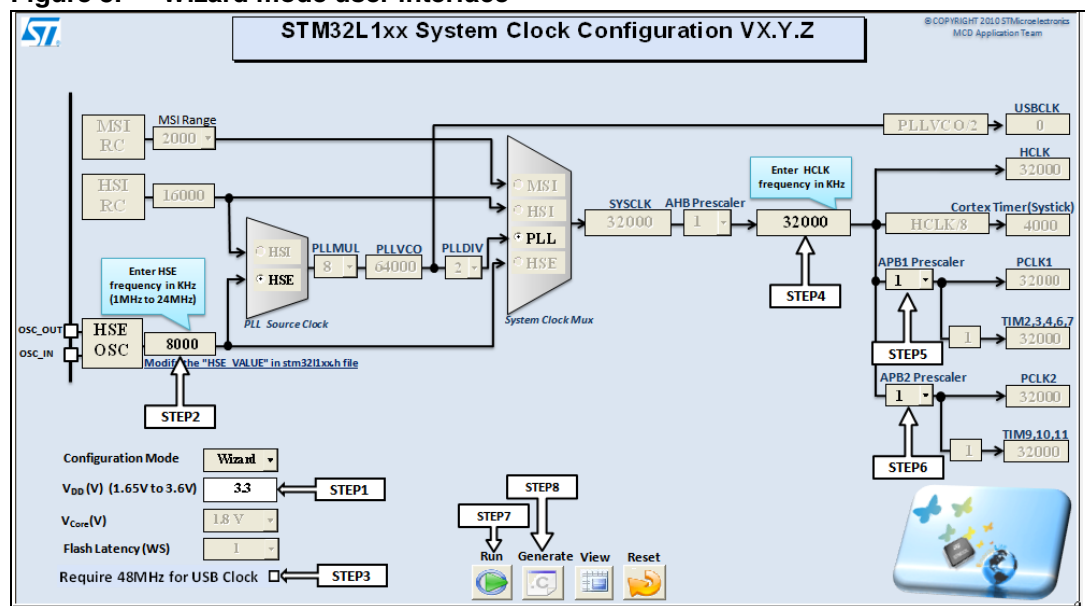 Figure 3. Wizard mode user interface
ST
STM32L1xx System Clock Configuration VX.Y.Z
©COPYRIGHT 2010 STMicroelectronics
MCD Application Team
MSI RC
MSI Range
2000
PLLVCO/2
USBCLK
0
HSI RC
16000
MSI
HSI
PLL
HSE
System Clock Mux
HSI
HSE
PLL Source Clock
PLLMUL
8
PLLVCO
64000
PLLDIV
2
SYSCLK
32000
AHB Prescaler
1
Enter HCLK
frequency in KHz
32000
STEP4
HCLK
32000
Cortex Timer(Systick)
HCLK/8
4000
APB1 Prescaler
1
STEP5
PCLK1
32000
TIM2,3,4,6,7
1
32000
APB2 Prescaler
1
STEP6
PCLK2
32000
TIM9,10,11
1
32000
Enter HSE
frequency in KHz
(1MHz to 24MHz)
OSC_OUT
OSC_IN
HSE
OSC
8000
Modify the "HSE_VALUE" in stm32l1xx.h file
STEP2
Configuration Mode
Wizard
VDD(V) (1.65V to 3.6V)
3.3
STEP1
VCore(V)
1.8 V
Flash Latency (WS)
1
Require 48MHz for USB Clock
STEP3
STEP7
STEP8
Run
Generate
View
Reset
.C